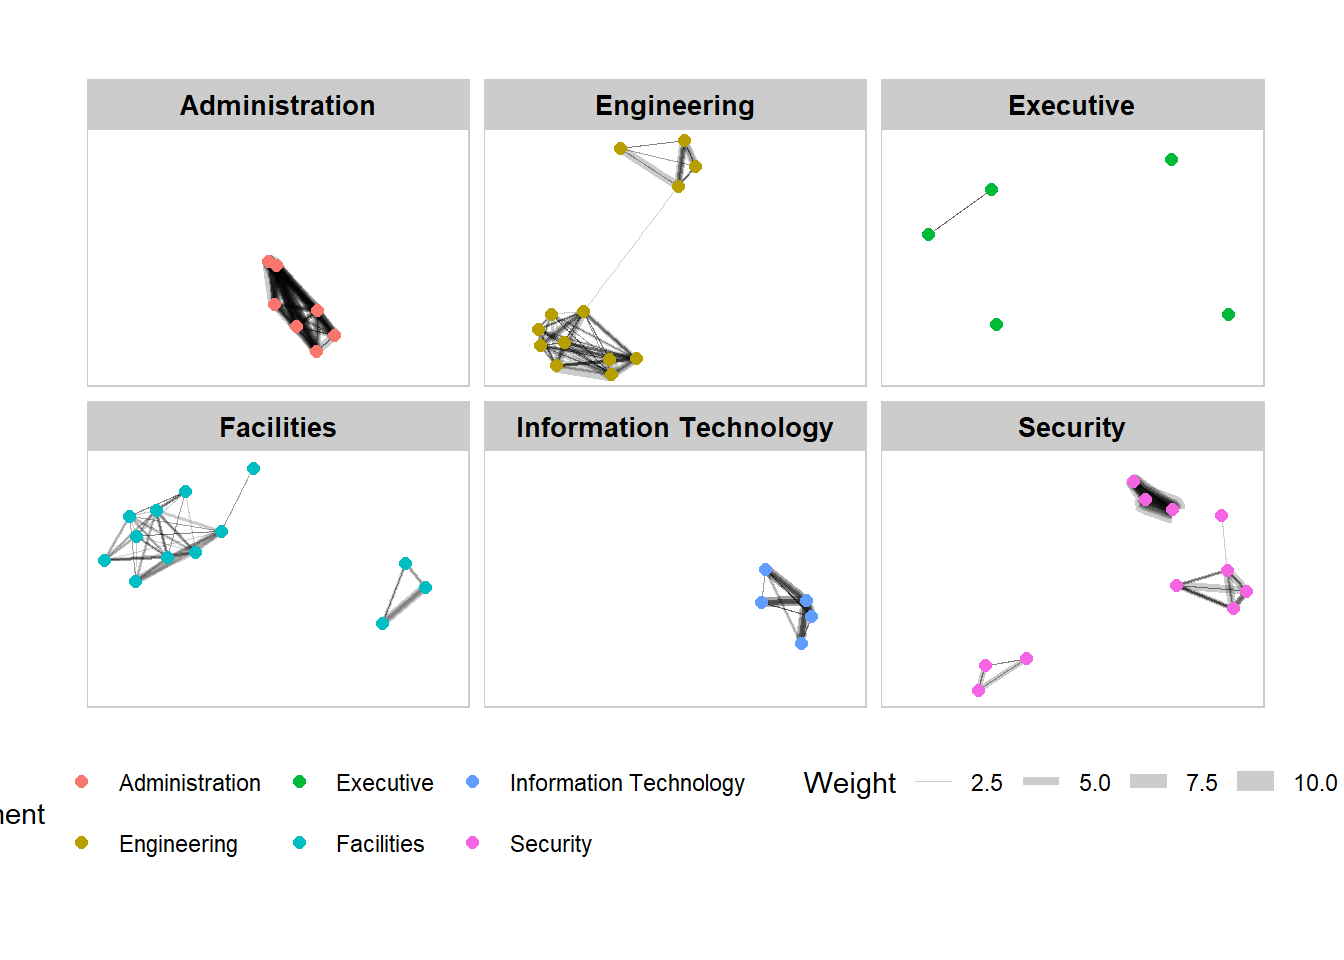 Administration Engineering Executive
Facilities Information Technology Security
Administration Executive Information Technology Weight 2.5 5.0 7.5 10.0
Engineering Facilities Security